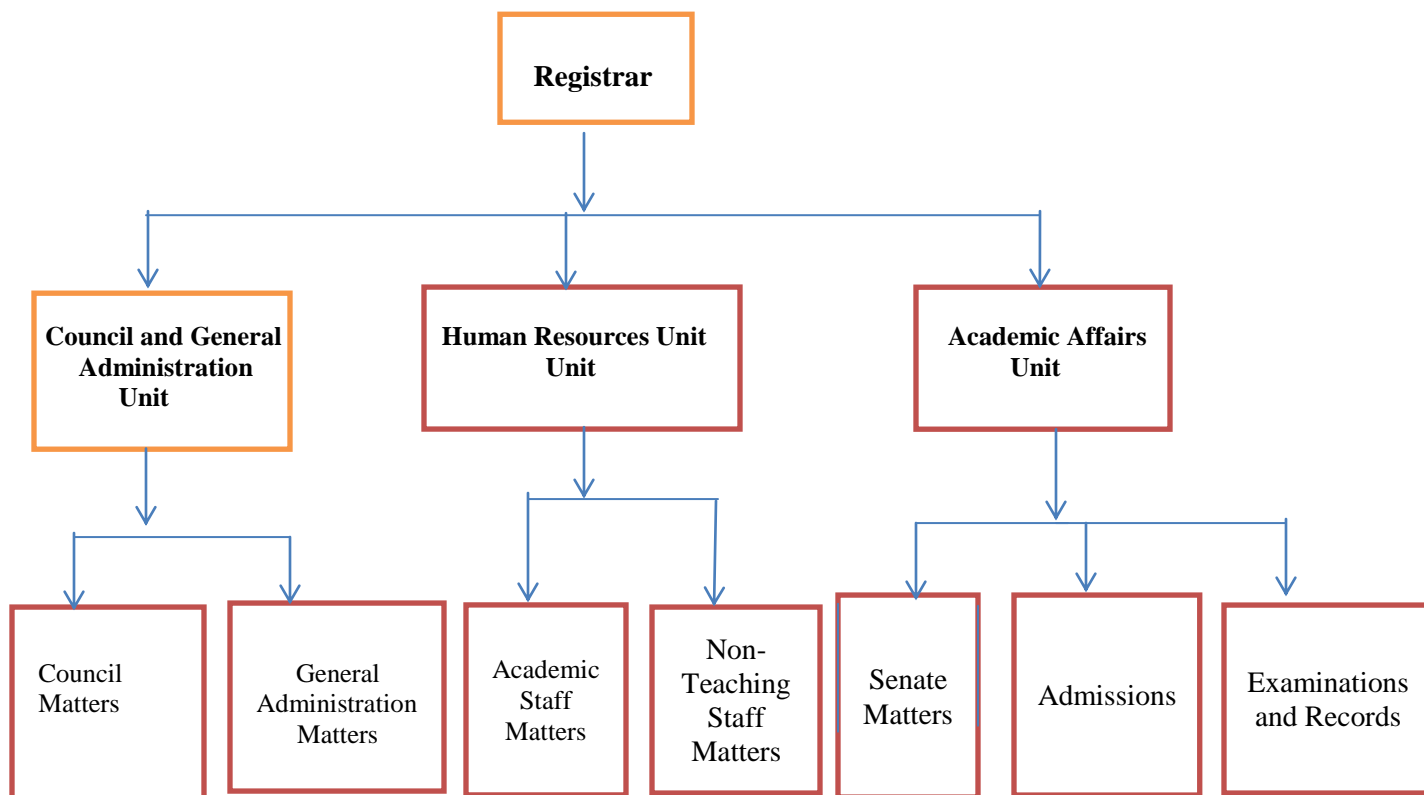 Registrar
Council and General
Administration
Unit
Human Resources Unit
Unit
Academic Affairs
Unit
Council
Matters
General
Administration
Matters
Academic
Staff
Matters
Non-
Teaching
Staff
Matters
Senate
Matters
Admissions
Examinations
and Records